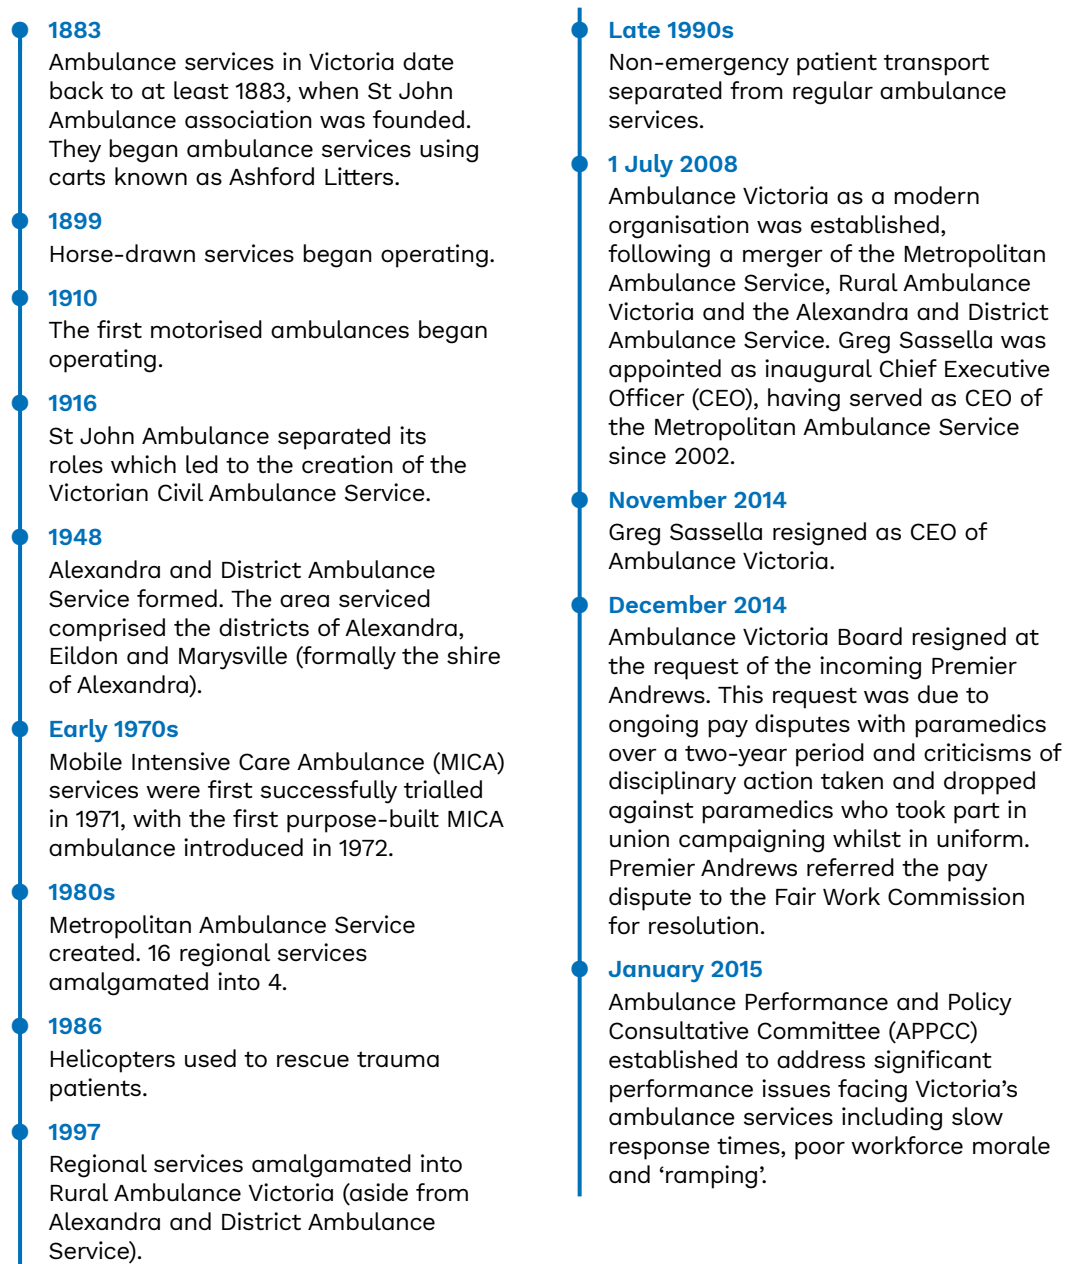 1883
Ambulance services in Victoria date
back to at least 1883, when St John
Ambulance association was founded.
They began ambulance services using
carts known as Ashford Litters.
1899
Horse-drawn services began operating.
1910
The first motorised ambulances began
operating.
1916
St John Ambulance separated its
roles which led to the creation of the
Victorian Civil Ambulance Service.
1948
Alexandra and District Ambulance
Service formed. The area serviced
comprised the districts of Alexandra,
Eildon and Marysville (formally the shire
of Alexandra).
Early 1970s
Mobile Intensive Care Ambulance (MICA)
services were first successfully trialled
in 1971, with the first purpose-built MICA
ambulance introduced in 1972.
1980s
Metropolitan Ambulance Service
created. 16 regional services
amalgamated into 4.
1986
Helicopters used to rescue trauma
patients.
1997
Regional services amalgamated into
Rural Ambulance Victoria (aside from
Alexandra and District Ambulance
Service).
Late 1990s
Non-emergency patient transport
separated from regular ambulance
services.
1 July 2008
Ambulance Victoria as a modern
organisation was established,
following a merger of the Metropolitan
Ambulance Service, Rural Ambulance
Victoria and the Alexandra and District
Ambulance Service. Greg Sassella was
appointed as inaugural Chief Executive
Officer (CEO), having served as CEO of
the Metropolitan Ambulance Service
since 2002.
November 2014
Greg Sassella resigned as CEO of
Ambulance Victoria.
December 2014
Ambulance Victoria Board resigned at
the request of the incoming Premier
Andrews. This request was due to
ongoing pay disputes with paramedics
over a two-year period and criticisms of
disciplinary action taken and dropped
against paramedics who took part in
union campaigning whilst in uniform.
Premier Andrews referred the pay
dispute to the Fair Work Commission
for resolution.
January 2015
Ambulance Performance and Policy
Consultative Committee (APPCC)
established to address significant
performance issues facing Victoria’s
ambulance services including slow
response times, poor workforce morale
and ‘ramping’.